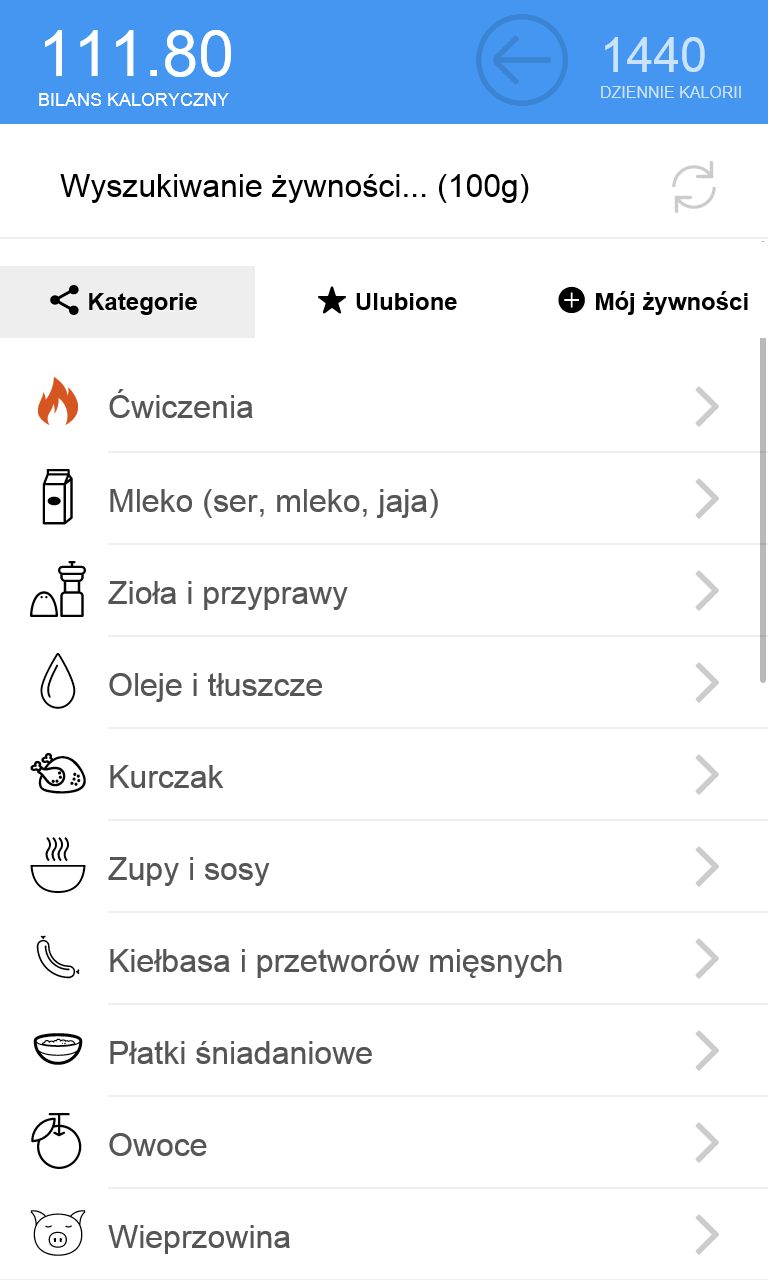 111.80
BILANS KALORYCZNY
1440
DZIENNIE KALORII
Wyszukiwanie żywności... (100g)
Kategorie
Ulubione
Mój żywności
Ćwiczenia
Mleko (ser, mleko, jaja)
Zioła i przyprawy
Oleje i tłuszcze
Kurczak
Zupy i sosy
Kiełbasa i przetworów mięsnych
Płatki śniadaniowe
Owoce
Wieprzowina